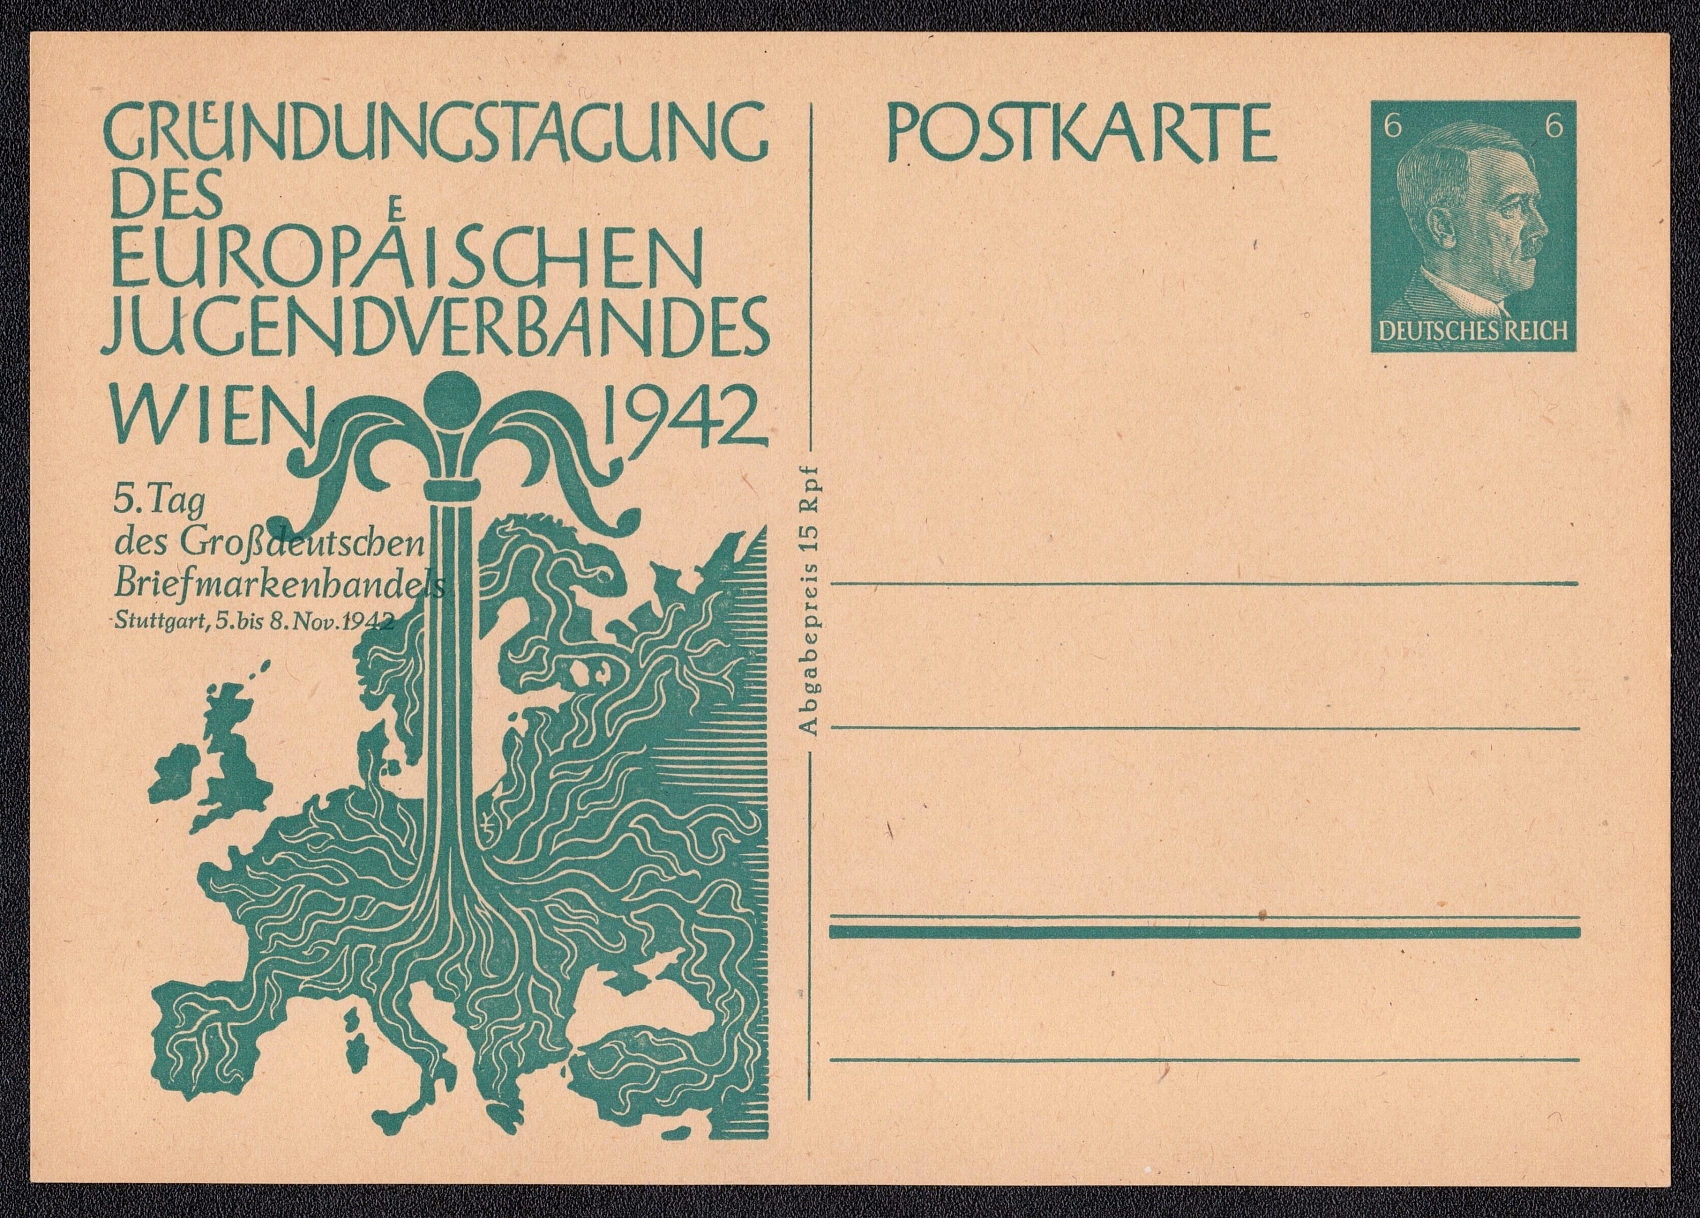 GRÜNDUNGSTAGUNG
DES
EUROPÄISCHEN
JUGENDVERBANDES
WIEN 1942
5. Tag
des Großdeutschen
Briefmarkenhandels
Stuttgart, 5. bis 8. Nov. 1942
Abgabepreis 15 Rpf
POSTKARTE
6 6
DEUTSCHES REICH